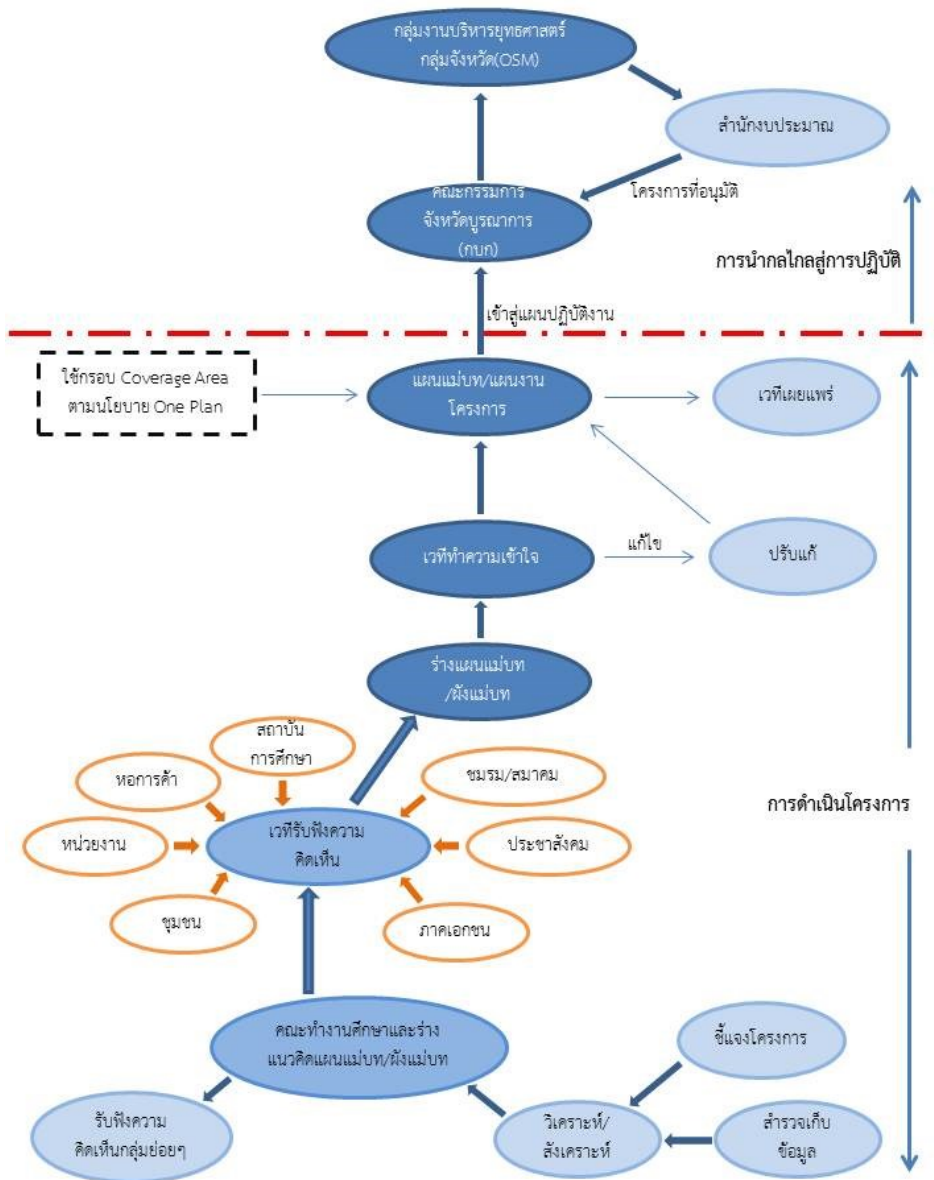 กลุ่มงานบริหารยุทธศาสตร์
กลุ่มจังหวัด(OSM)
สำนักงบประมาณ
โครงการที่อนุมัติ
คณะกรรมการ
จังหวัดบูรณาการ
(กบก)
การนำกลไกลสู่การปฏิบัติ
เข้าสู่แผนปฏิบัติงาน
ใช้กรอบ Coverage Area
ตามนโยบาย One Plan
แผนแม่บท/แผนงาน
โครงการ
เวทีเผยแพร่
เวทีทำความเข้าใจ
แก้ไข
ปรับแก้
ร่างแผนแม่บท
/ผังแม่บท
สถาบัน
การศึกษา
หอการค้า
ชมรม/สมาคม
การดำเนินโครงการ
หน่วยงาน
เวทีรับฟังความ
คิดเห็น
ประชาสังคม
ชุมชน
ภาคเอกชน
คณะทำงานศึกษาและร่าง
แนวคิดแผนแม่บท/ผังแม่บท
ชี้แจงโครงการ
รับฟังความ
คิดเห็นกลุ่มย่อยๆ
วิเคราะห์/
สังเคราะห์
สำรวจเก็บ
ข้อมูล